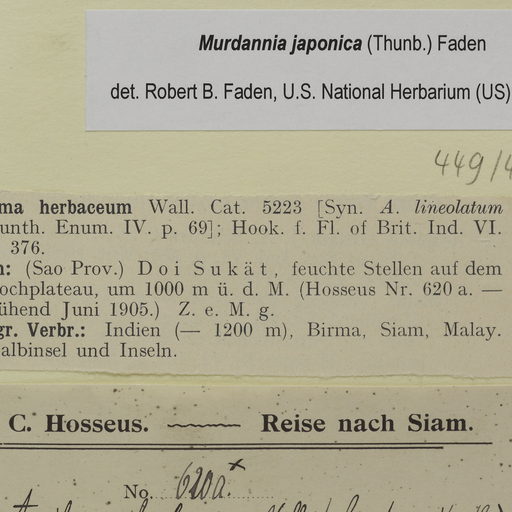 Murdannia japonica (Thunb.) Faden
det. Robert B. Faden, U.S. National Herbarium (US)
449/4
ma herbaceum Wall. Cat. 5223 [Syn. A. lineolatum
unth. Enum. IV. p. 69]; Hook. f. Fl. of Brit. Ind. VI.
376.
n: (Sao Prov.) Doi Sukät, feuchte Stellen auf dem
ochplateau, um 1000 m ü. d. M. (Hosseus Nr. 620 a. —
ühend Juni 1905.) Z. e. M. g.
gr. Verbr.: Indien (— 1200 m), Birma, Siam, Malay.
albinsel und Inseln.
C. Hosseus. Reise nach Siam.
No. 620a.x